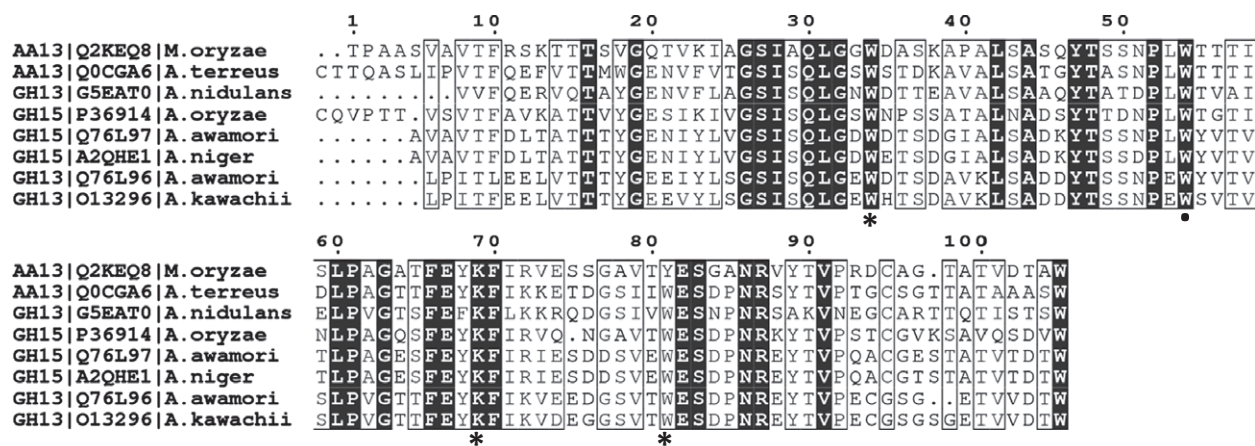 1 10 20 30 40 50
AA13|Q2KEQ8|M.oryzae ..TPAASVAVTFRSKTTTSVGQTVKIAGSIAQLGGWDASKAPALSASQYTSSNPLWTTTI
AA13|Q0CGA6|A.terreus CTTQASLIPVTFQEFVTTMWGENVFVTGSISQLGSWSTDKAVALSATGYTASNPLWTTTI
GH13|G5EAT0|A.nidulans .........VVFQERVQTAYGENVFLAGSISQLGNWDTTEAVALSAAQYTATDPLWTVAI
GH15|P36914|A.oryzae CQVPTT.VSVTFAVKATTVYGESIKIVGSISQLGSWNPSSATALNADSYTTDNPLWTGTI
GH15|Q76L97|A.awamori ......AVAVTFDLTATTTYGENIYLVGSISQLGDWDTSDGIALSADKYTSSDPLWYVTV
GH15|A2QHE1|A.niger ......AVAVTFDLTATTTYGENIYLVGSISQLGDWETSDGIALSADKYTSSDPLWYVTV
GH13|Q76L96|A.awamori .......LPITLEELVTTTYGEEIYLSGSISQLGEWDTSDAVKLSADDYTSSNPEWYVTV
GH13|O13296|A.kawachii .......LPITFEELVTTTYGEEVYLSGSISQLGEWHTSDAVKLSADDYTSSNPEWSVTV
* •
60 70 80 90 100
AA13|Q2KEQ8|M.oryzae SLPAGATFEYKFIRVESSGAVTYESGANRVYTVPRDCAG.TATVDTAW
AA13|Q0CGA6|A.terreus DLPAGTTFEYKFIKKETDGSIIWESDPNRSYTVPTGCSGTTATAAASW
GH13|G5EAT0|A.nidulans ELPVGTSFEFKFLKKRQDGSIVWESNPNRSAKVNEGCARTTQTISTSW
GH15|P36914|A.oryzae NLPAGQSFEYKFIRVQ.NGAVTWESDPNRKYTVPSTCGVKSAVQSDVW
GH15|Q76L97|A.awamori TLPAGESFEYKFIRIESDDSVEWESDPNREYTVPQACGESTATVTDTW
GH15|A2QHE1|A.niger TLPAGESFEYKFIRIESDDSVEWESDPNREYTVPQACGTSTATVTDTW
GH13|Q76L96|A.awamori SLPVGTTFEYKFIKVEEDGSVTWESDPNREYTVPECGSG..ETVVDTW
GH13|O13296|A.kawachii SLPVGTTFEYKFIKVDEGGSVTWESDPNREYTVPECGSGSGETVVDTW
* *